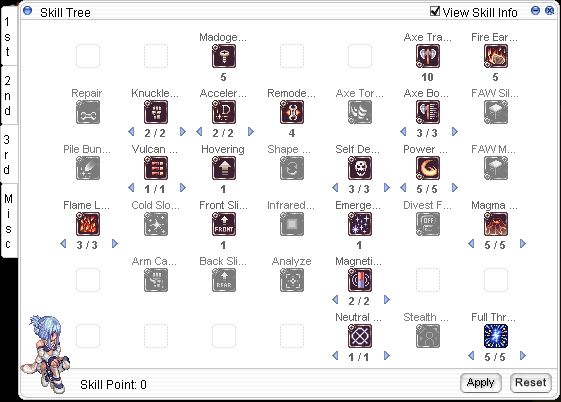 Skill Tree
View Skill Info
1st
2nd
3rd
Misc
Madoge... Axe Tra... Fire Ear...
5 10 5
Repair Knuckle... Acceler... Remode... Axe Tor... Axe Bo... FAW Sil...
2 / 2 2 / 2 4 3 / 3
Pile Bun... Vulcan ... Hovering Shape ... Self De... Power ... FAW M...
1 / 1 1 3 / 3 5 / 5
Flame L... Cold Slo... Front Sli... Infrared... Emerge... Divest F... Magma ...
FRONT OFF
3 / 3 1 1 5 / 5
Arm Ca... Back Sli... Analyze Magneti...
REAR
2 / 2
Neutral ... Stealth ... Full Thr...
1 / 1 5 / 5
Skill Point: 0 Apply Reset